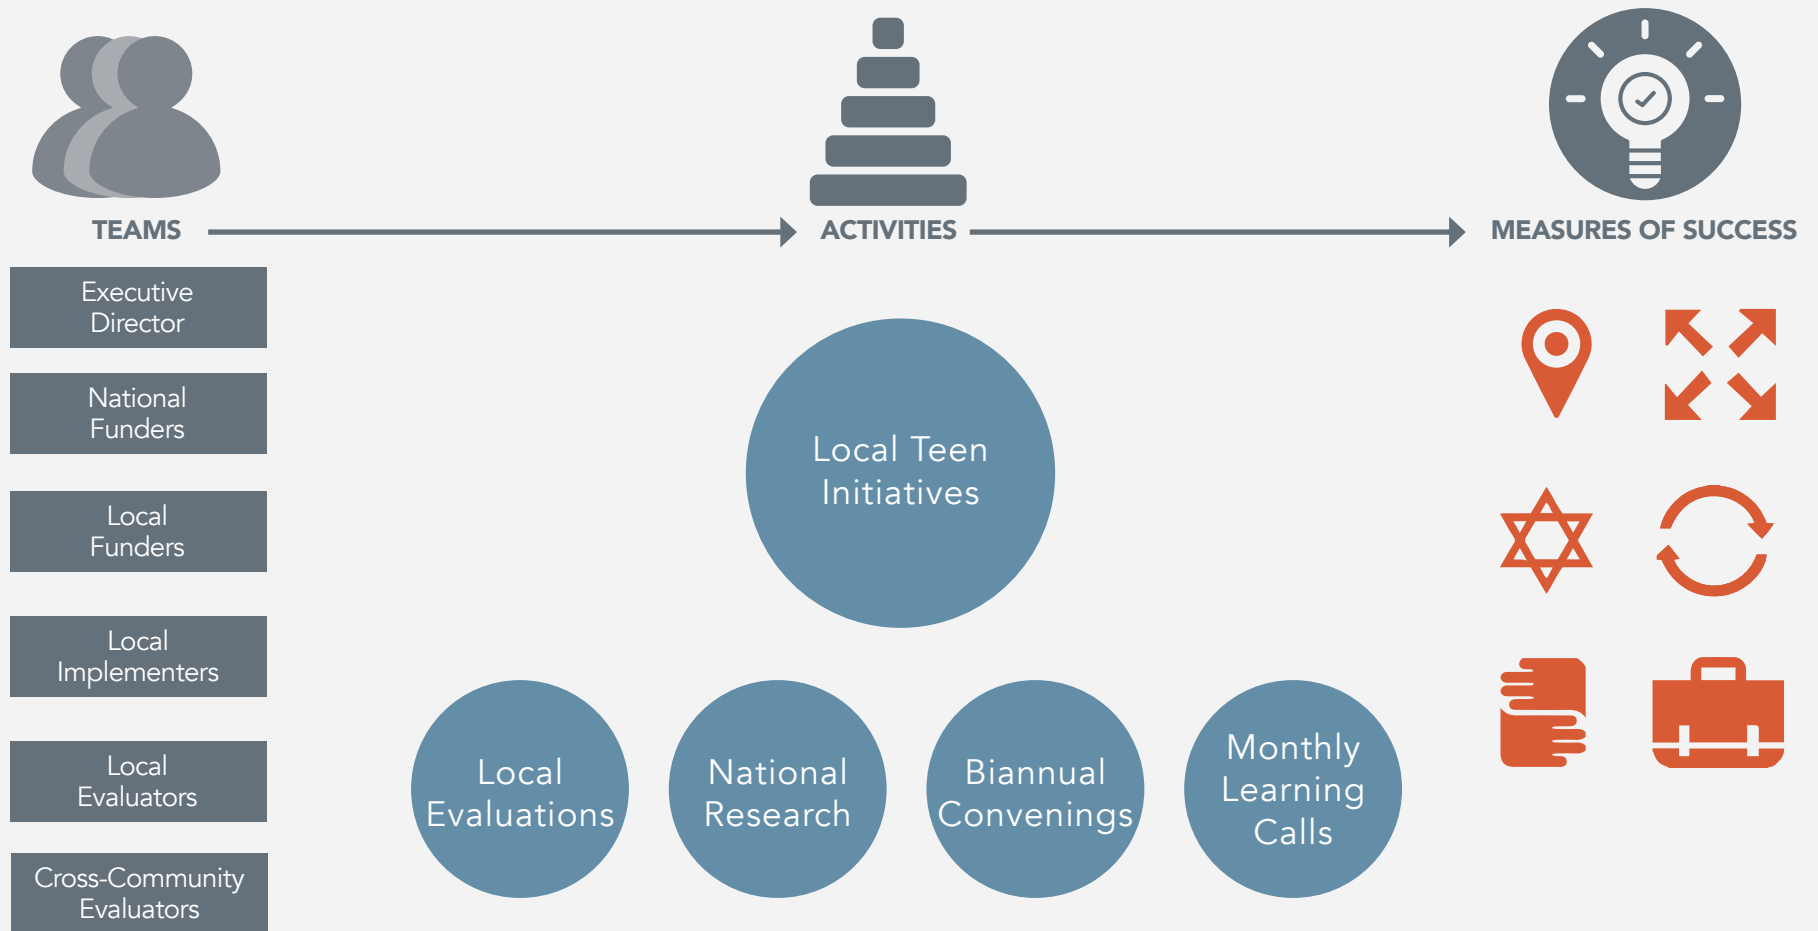 TEAMS
ACTIVITIES
MEASURES OF SUCCESS
Executive
Director
National
Funders
Local
Funders
Local
Implementers
Local
Evaluators
Cross-Community
Evaluators
Local Teen
Initiatives
Local
Evaluations
National
Research
Biannual
Convenings
Monthly
Learning
Calls